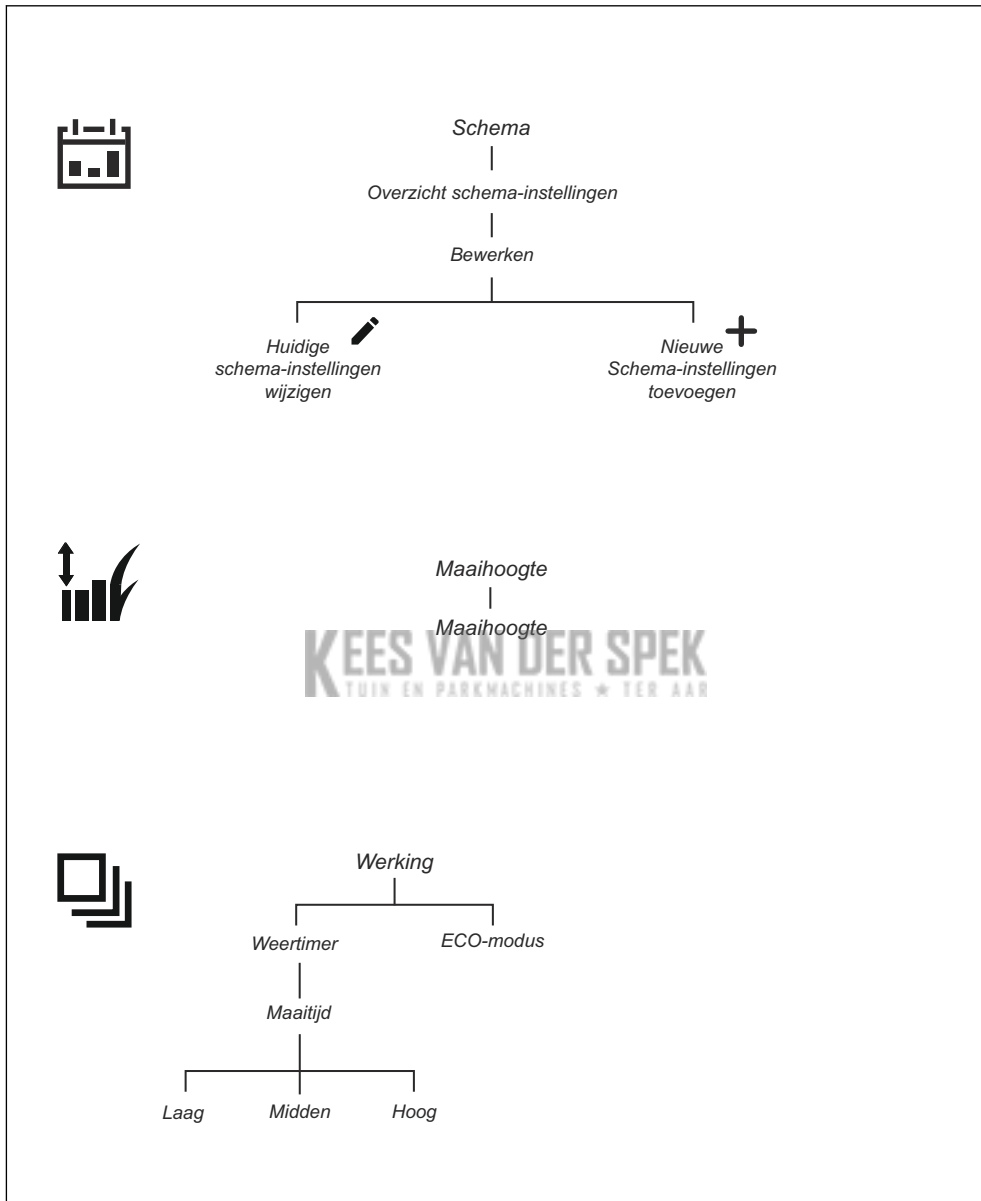 Schema
Overzicht schema-instellingen
Bewerken
Huidige
schema-instellingen
wijzigen
Nieuwe
Schema-instellingen
toevoegen
Maaihoogte
Maaihoogte
KEES VAN DER SPEK
TUIN EN PARKMACHINES ★ TER AAR
Werking
Weertimer
ECO-modus
Maaitijd
Laag
Midden
Hoog